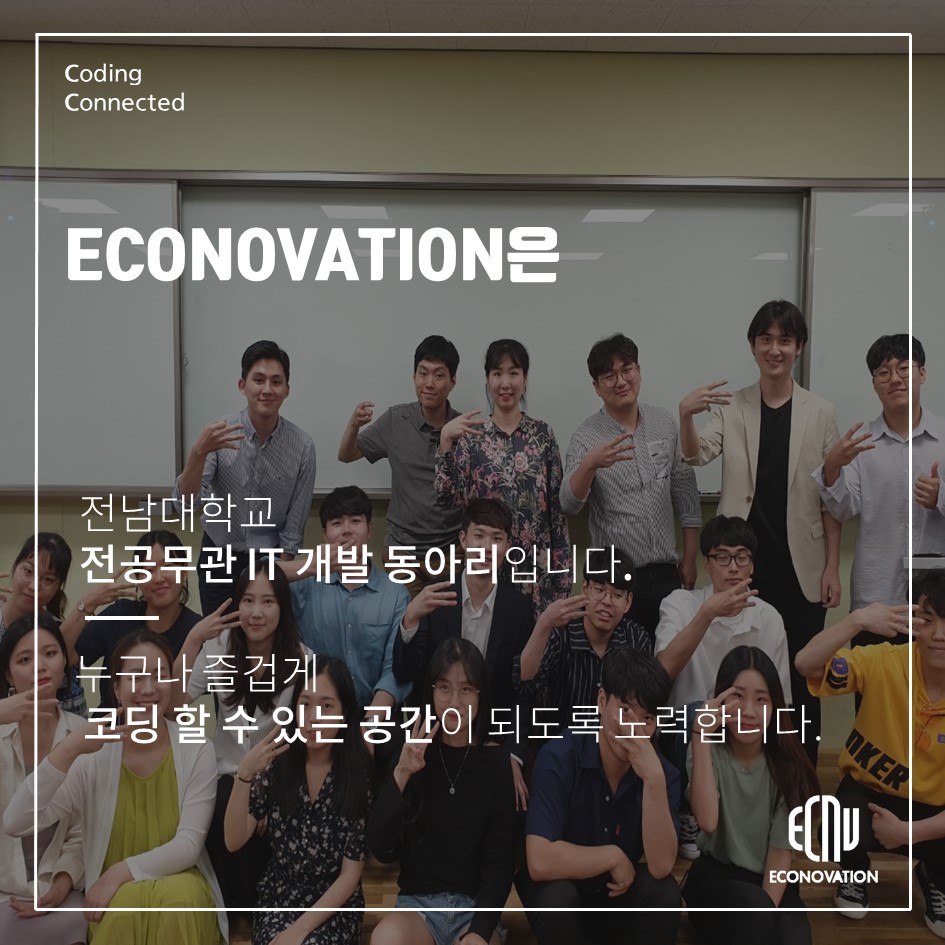 Coding
Connected
ECONOVATION은
전남대학교
전공무관 IT 개발 동아리입니다.
누구나 즐겁게
코딩 할 수 있는 공간이 되도록 노력합니다.
NKER
ECNV
ECONOVATION